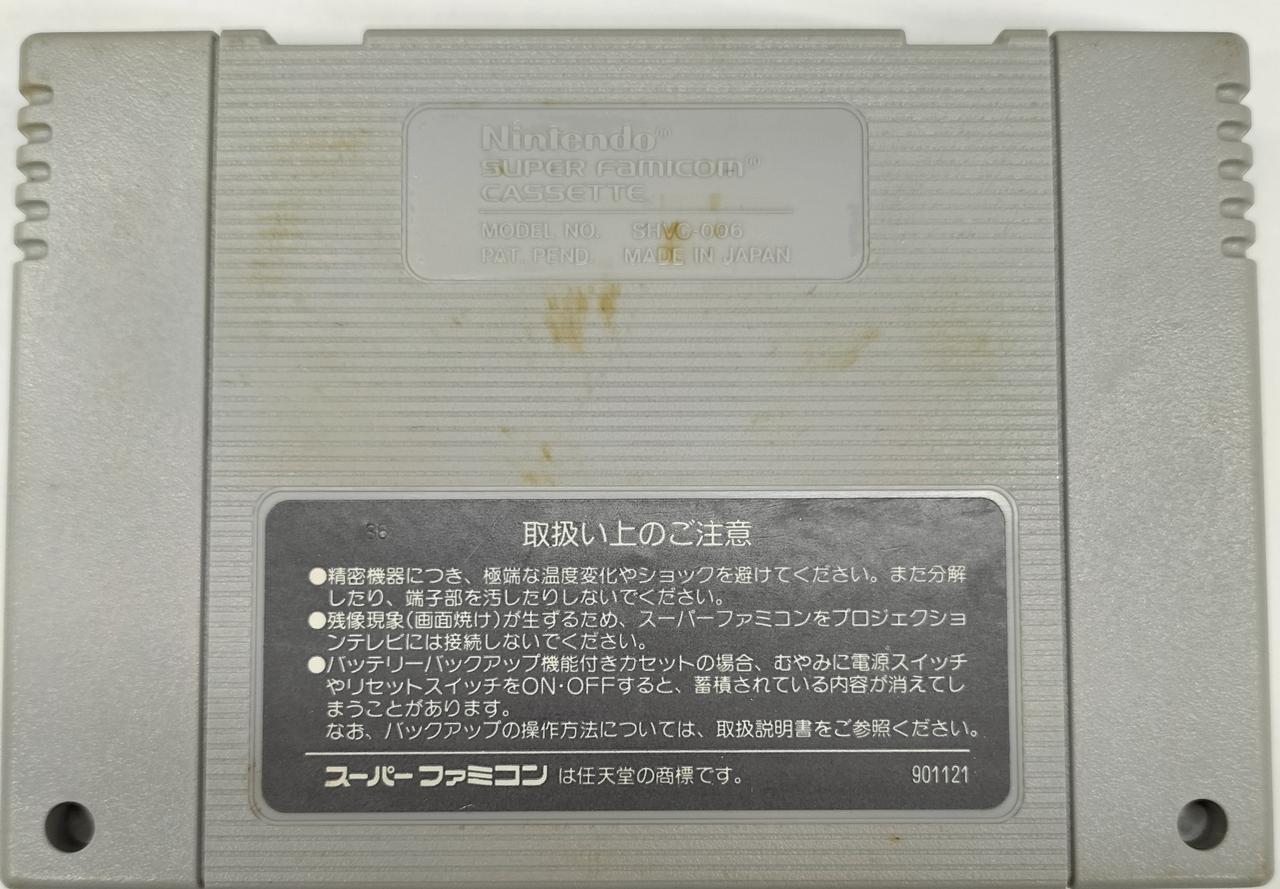 Nintendo®
SUPER FAMICOM®
CASSETTE
MODEL NO. SHVC-006
PAT. PEND. MADE IN JAPAN
36
取扱い上のご注意
●精密機器につき、極端な温度変化やショックを避けてください。また分解
したり、端子部を汚したりしないでください。
●残像現象(画面焼け)が生ずるため、スーパーファミコンをプロジェクショ
ンテレビには接続しないでください。
●バッテリーバックアップ機能付きカセットの場合、むやみに電源スイッチ
やリセットスイッチをON·OFFすると、蓄積されている内容が消えてし
まうことがあります。
なお、バックアップの操作方法については、取扱説明書をご参照ください。
スーパーファミコン は任天堂の商標です。 901121